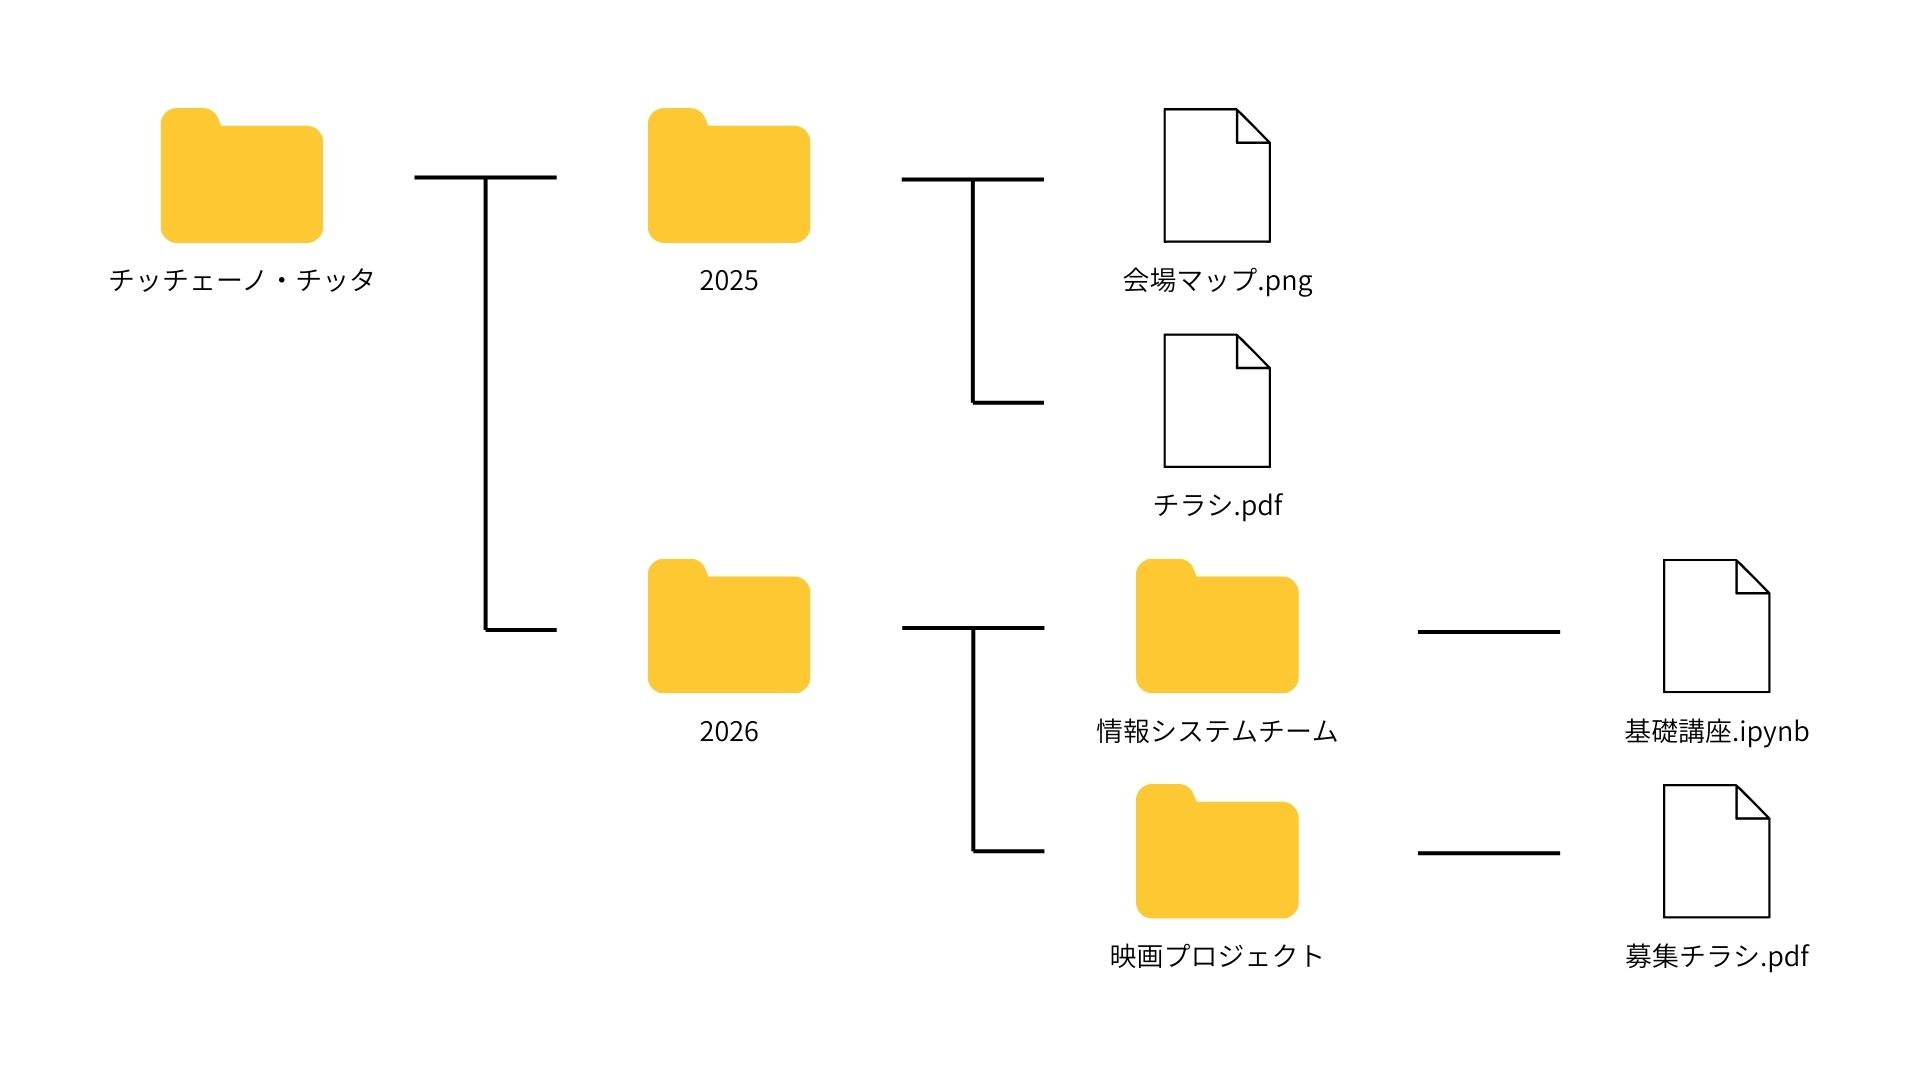 チッチェーノ・チッタ
2025
会場マップ.png
チラシ.pdf
2026
情報システムチーム
基礎講座.ipynb
映画プロジェクト
募集チラシ.pdf